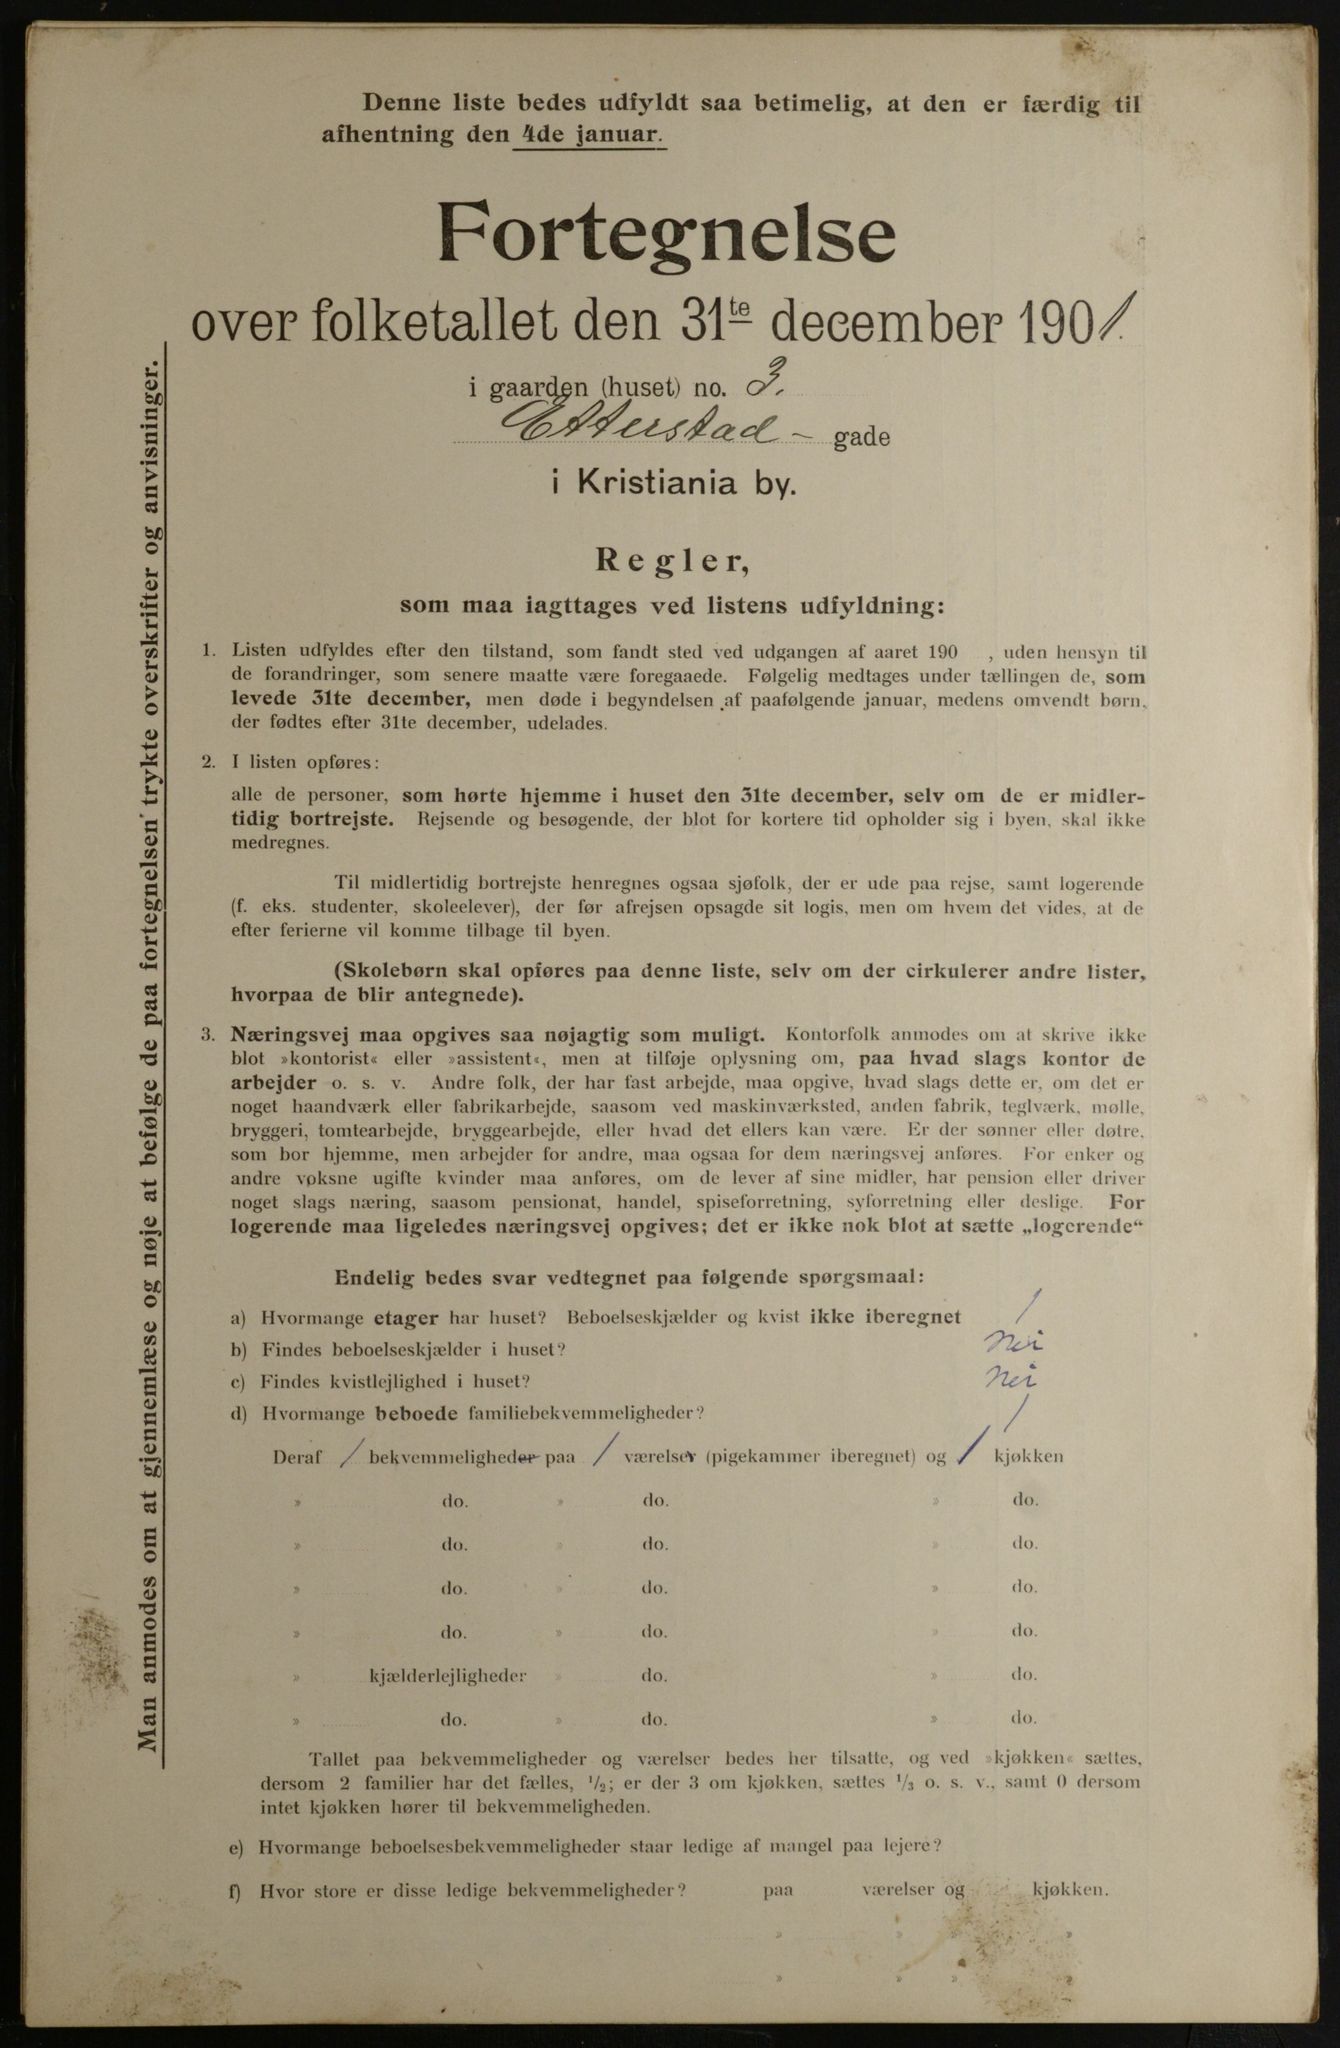 Denne liste bedes udfyldt saa betimelig, at den er færdig til
afhentning den 4de januar.
Fortegnelse
over folketallet den 31te december 1901.
i gaarden (huset) no. 3.
Etterstad - gade
i Kristiania by.
Regler,
som maa iagttages ved listens udfyldning:
1. Listen udfyldes efter den tilstand, som fandt sted ved udgangen af aaret 190 , uden hensyn til
de forandringer, som senere maatte være foregaaede. Følgelig medtages under tællingen de, som
levede 31te december, men døde i begyndelsen af paafølgende januar, medens omvendt børn,
der fødtes efter 31te december, udelades.
2. I listen opføres:
alle de personer, som hørte hjemme i huset den 31te december, selv om de er midler-
tidig bortrejste. Rejsende og besøgende, der blot for kortere tid opholder sig i byen, skal ikke
medregnes.
Til midlertidig bortrejste henregnes ogsaa sjøfolk, der er ude paa rejse, samt logerende
(f. eks. studenter, skoleelever), der før afrejsen opsagde sit logis, men om hvem det vides, at de
efter ferierne vil komme tilbage til byen.
(Skolebørn skal opføres paa denne liste, selv om der cirkulerer andre lister,
hvorpaa de blir antegnede).
3. Næringsvej maa opgives saa nøjagtig som muligt. Kontorfolk anmodes om at skrive ikke
blot »kontorist« eller »assistent«, men at tilføje oplysning om, paa hvad slags kontor de
arbejder o. s. v. Andre folk, der har fast arbejde, maa opgive, hvad slags dette er, om det er
noget haandværk eller fabrikarbejde, saasom ved maskinværksted, anden fabrik, teglværk, mølle,
bryggeri, tomtearbejde, bryggearbejde, eller hvad det ellers kan være. Er der sønner eller døtre,
som bor hjemme, men arbejder for andre, maa ogsaa for dem næringsvej anføres. For enker og
andre voksne ugifte kvinder maa anføres, om de lever af sine midler, har pension eller driver
noget slags næring, saasom pensionat, handel, spiseforretning, syforretning eller deslige. For
logerende maa ligeledes næringsvej opgives; det er ikke nok blot at sætte „logerende“
Endelig bedes svar vedtegnet paa følgende spørgsmaal:
a) Hvormange etager har huset? Beboelseskjælder og kvist ikke iberegnet 1
b) Findes beboelseskjælder i huset? Nei
c) Findes kvistlejlighed i huset? Nei
d) Hvormange beboede familiebekvemmeligheder? 1
Deraf 1 bekvemmeligheder paa 1 værelser (pigekammer iberegnet) og 1 kjøkken
» do. » do. » do.
» do. » do. » do.
» do. » do. » do.
» do. » do. » do.
» kjælderlejligheder » do. » do.
» do. » do. » do.
Tallet paa bekvemmeligheder og værelser bedes her tilsatte, og ved »kjøkken« sættes,
dersom 2 familier har det fælles, 1/2; er der 3 om kjøkken, sættes 1/3 o. s. v., samt 0 dersom
intet kjøkken hører til bekvemmeligheden.
e) Hvormange beboelsesbekvemmeligheder staar ledige af mangel paa lejere?
f) Hvor store er disse ledige bekvemmeligheder? paa værelser og kjøkken.
» » » »
» » » »
Man anmodes om at gjennemlæse og nøje at befølge de paa fortegnelsen trykte overskrifter og anvisninger.